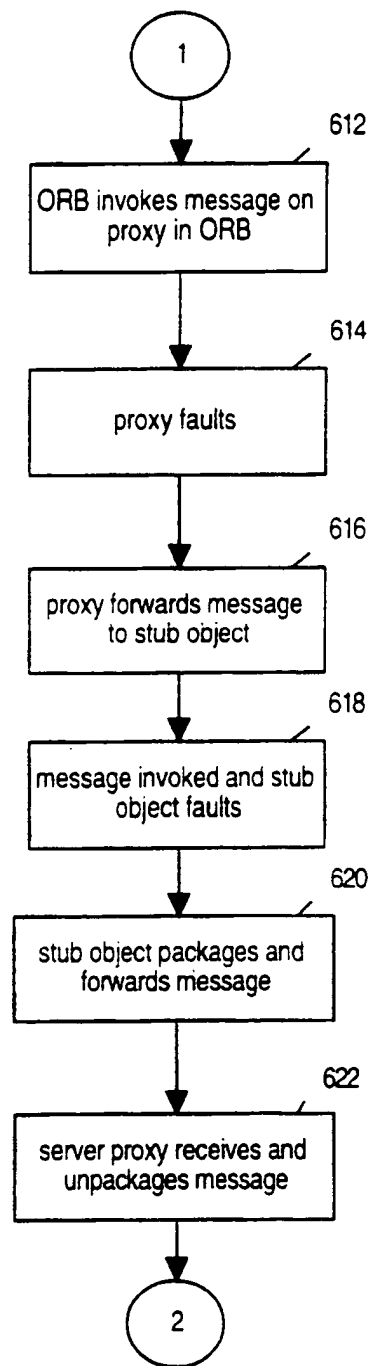 1
612
ORB invokes message on
proxy in ORB
614
proxy faults
616
proxy forwards message
to stub object
618
message invoked and stub
object faults
620
stub object packages and
forwards message
622
server proxy receives and
unpackages message
2